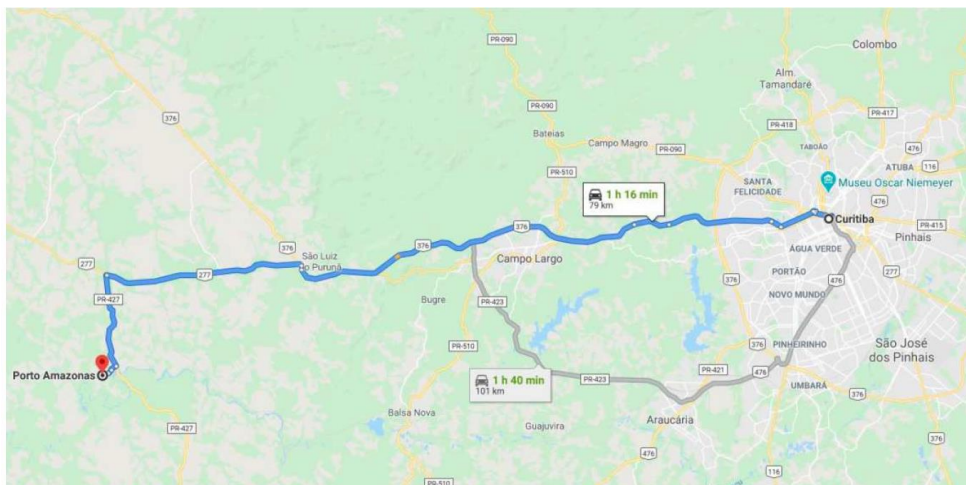 PR-090
Colombo
Alm.
Tamandaré
PR-090
376
PR-418
PR-417
476
Bateias
Campo Magro
TABOÃO
PR-090
ATUBA
116
PR-510
SANTA
FELICIDADE
Museu Oscar Niemeyer
1 h 16 min
79 km
476
Curitiba
PR-415
376
376
376
Pinhais
ÁGUA VERDE
São Luiz
do Purunã
Campo Largo
277
277
PORTÃO
277
476
PR-427
Bugre
PR-423
NOVO MUNDO
PR-510
376
PINHEIRINHO
São José
dos Pinhais
Porto Amazonas
1 h 40 min
101 km
PR-423
PR-421
476
376
UMBARÁ
Balsa Nova
Guajuvira
Araucária
PR-427
476
116
PR-510